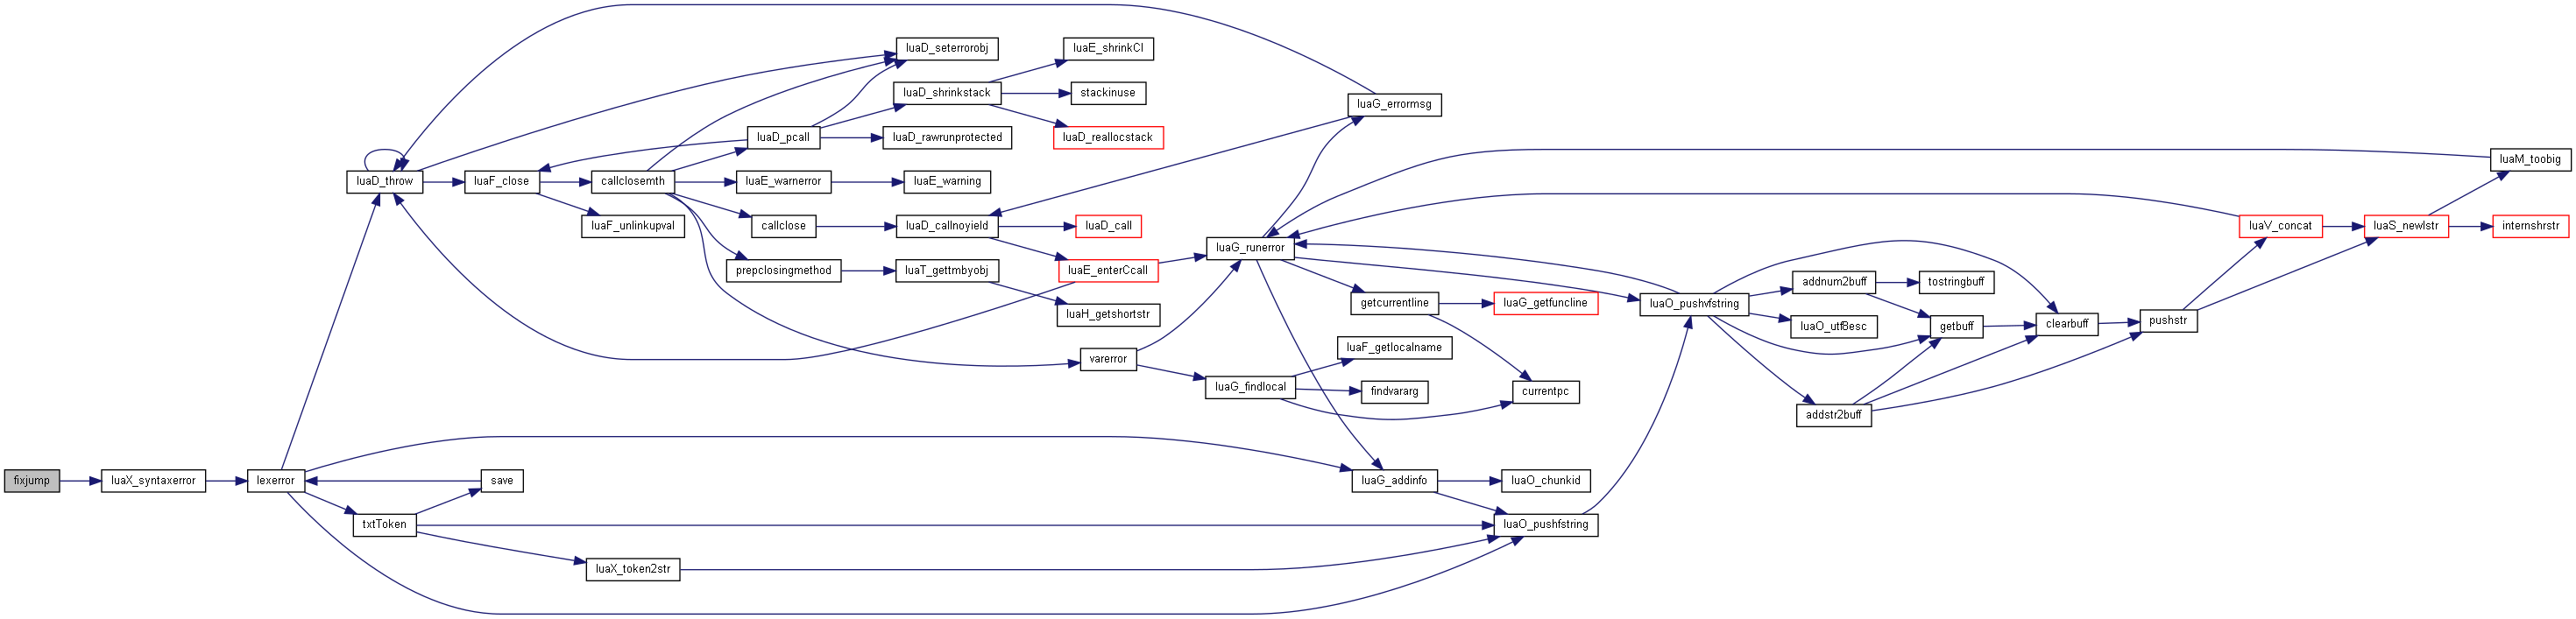 fixjump
luaX_syntaxerror
lexerror
luaD_throw
luaF_close
callclosemth
luaD_seterrorobj
luaD_pcall
luaD_shrinkstack
luaE_shrinkCI
stackinuse
luaD_reallocstack
luaD_rawrunprotected
luaE_warnerror
luaE_warning
luaF_unlinkupval
callclose
luaD_callnoyield
luaD_call
prepclosingmethod
luaT_gettmbyobj
luaE_enterCcall
luaH_getshortstr
varerror
luaG_errormsg
luaG_runerror
getcurrentline
luaG_getfuncline
luaF_getlocalname
luaG_findlocal
findvararg
currentpc
luaO_pushvfstring
addnum2buff
tostringbuff
luaO_utf8esc
getbuff
clearbuff
pushstr
addstr2buff
luaV_concat
luaS_newlstr
luaM_toobig
internshrstr
save
txtToken
luaX_token2str
luaG_addinfo
luaO_chunkid
luaO_pushfstring